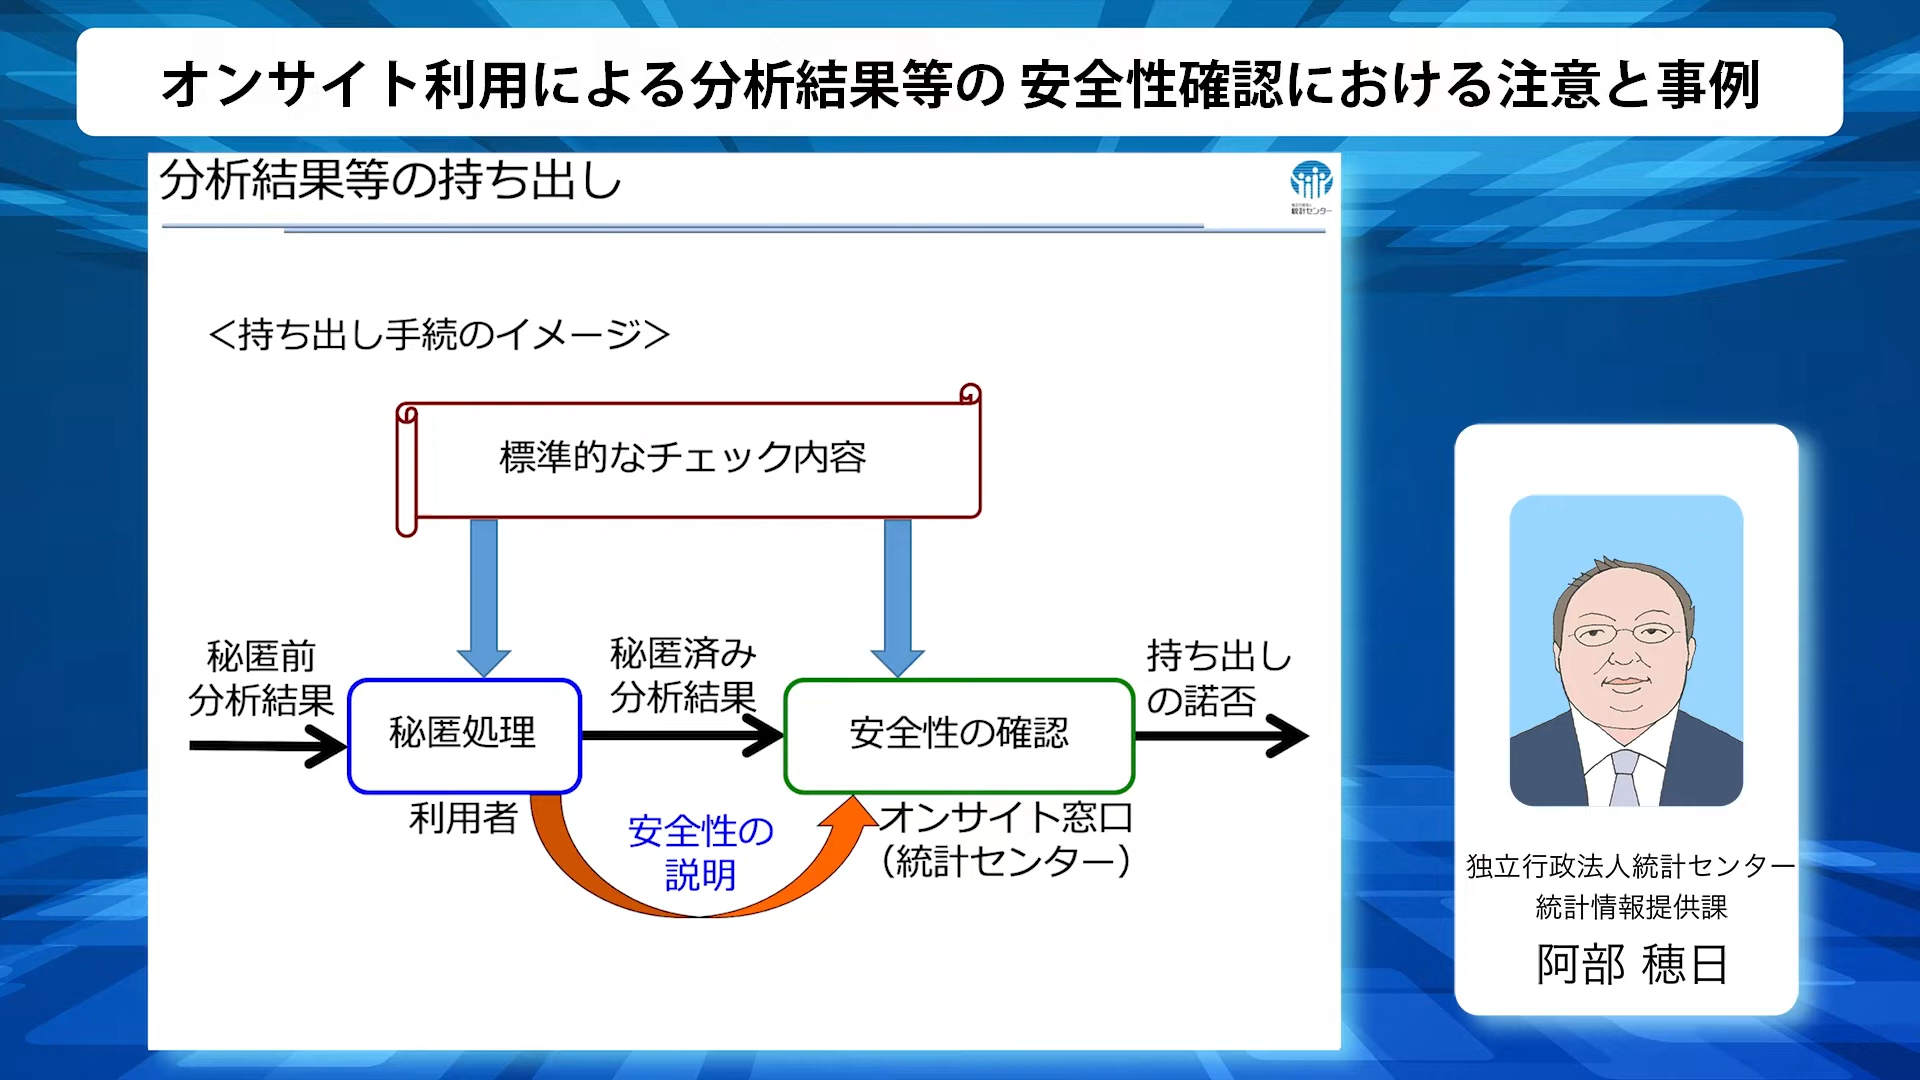 オンサイト利用による分析結果等の 安全性確認における注意と事例
分析結果等の持ち出し
統計センター
＜持ち出し手続のイメージ＞
標準的なチェック内容
秘匿前
分析結果
秘匿処理
利用者
秘匿済み
分析結果
安全性の
説明
安全性の確認
オンサイト窓口
（統計センター）
持ち出し
の諾否
独立行政法人統計センター
統計情報提供課
阿部 穂日